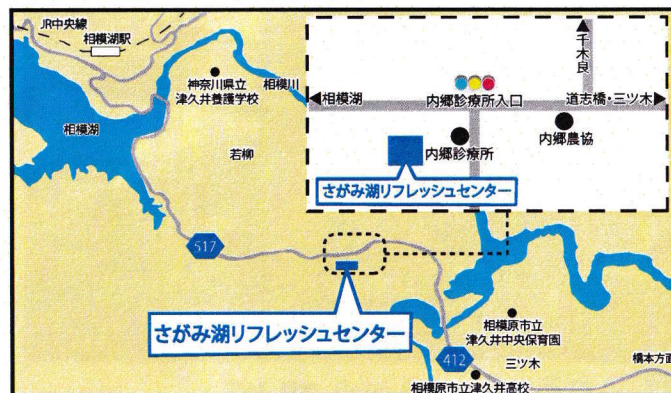 JR中央線
相模湖駅
神奈川県立
津久井養護学校
相模川
相模湖
若柳
517
さがみ湖リフレッシュセンター
412
相模原市立
津久井中央保育園
三ツ木
橋本方面
相模原市立津久井高校
千木良
内郷診療所入口
相模湖
道志橋・三ツ木
内郷診療所
内郷農協
さがみ湖リフレッシュセンター